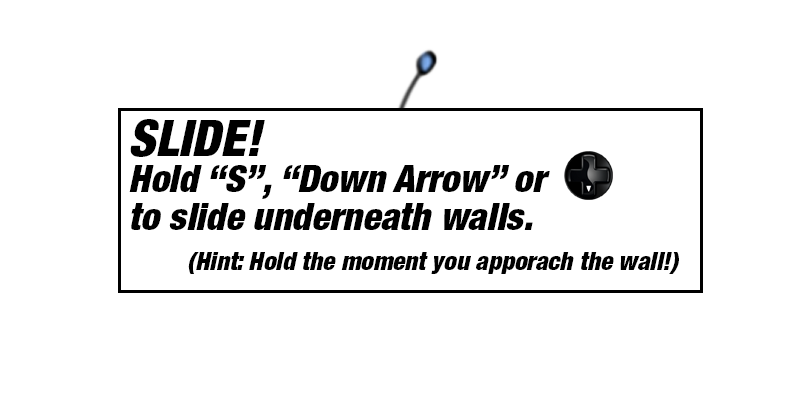 SLIDE!
Hold “S”, “Down Arrow” or
to slide underneath walls.
(Hint: Hold the moment you apporach the wall!)